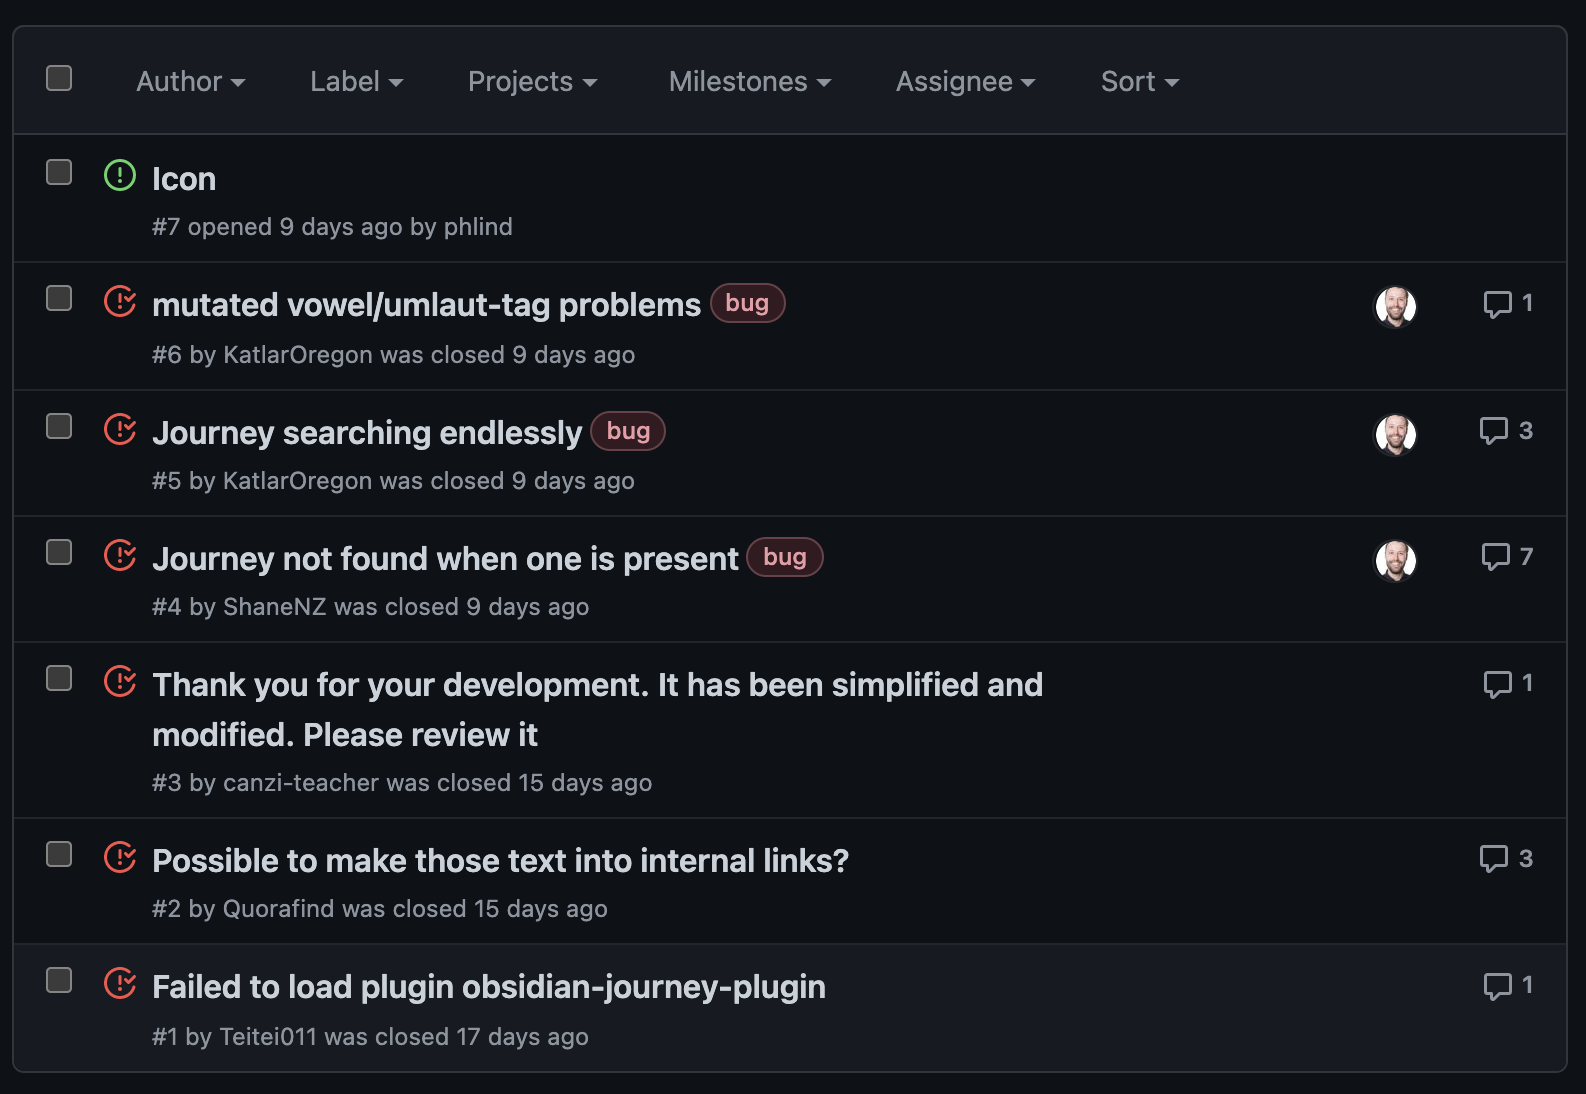 Author Label Projects Milestones Assignee Sort
Icon
#7 opened 9 days ago by phlind
mutated vowel/umlaut-tag problems bug 1
#6 by KatlarOregon was closed 9 days ago
Journey searching endlessly bug 3
#5 by KatlarOregon was closed 9 days ago
Journey not found when one is present bug 7
#4 by ShaneNZ was closed 9 days ago
Thank you for your development. It has been simplified and 1
modified. Please review it
#3 by canzi-teacher was closed 15 days ago
Possible to make those text into internal links? 3
#2 by Quorafind was closed 15 days ago
Failed to load plugin obsidian-journey-plugin 1
#1 by Teitei011 was closed 17 days ago